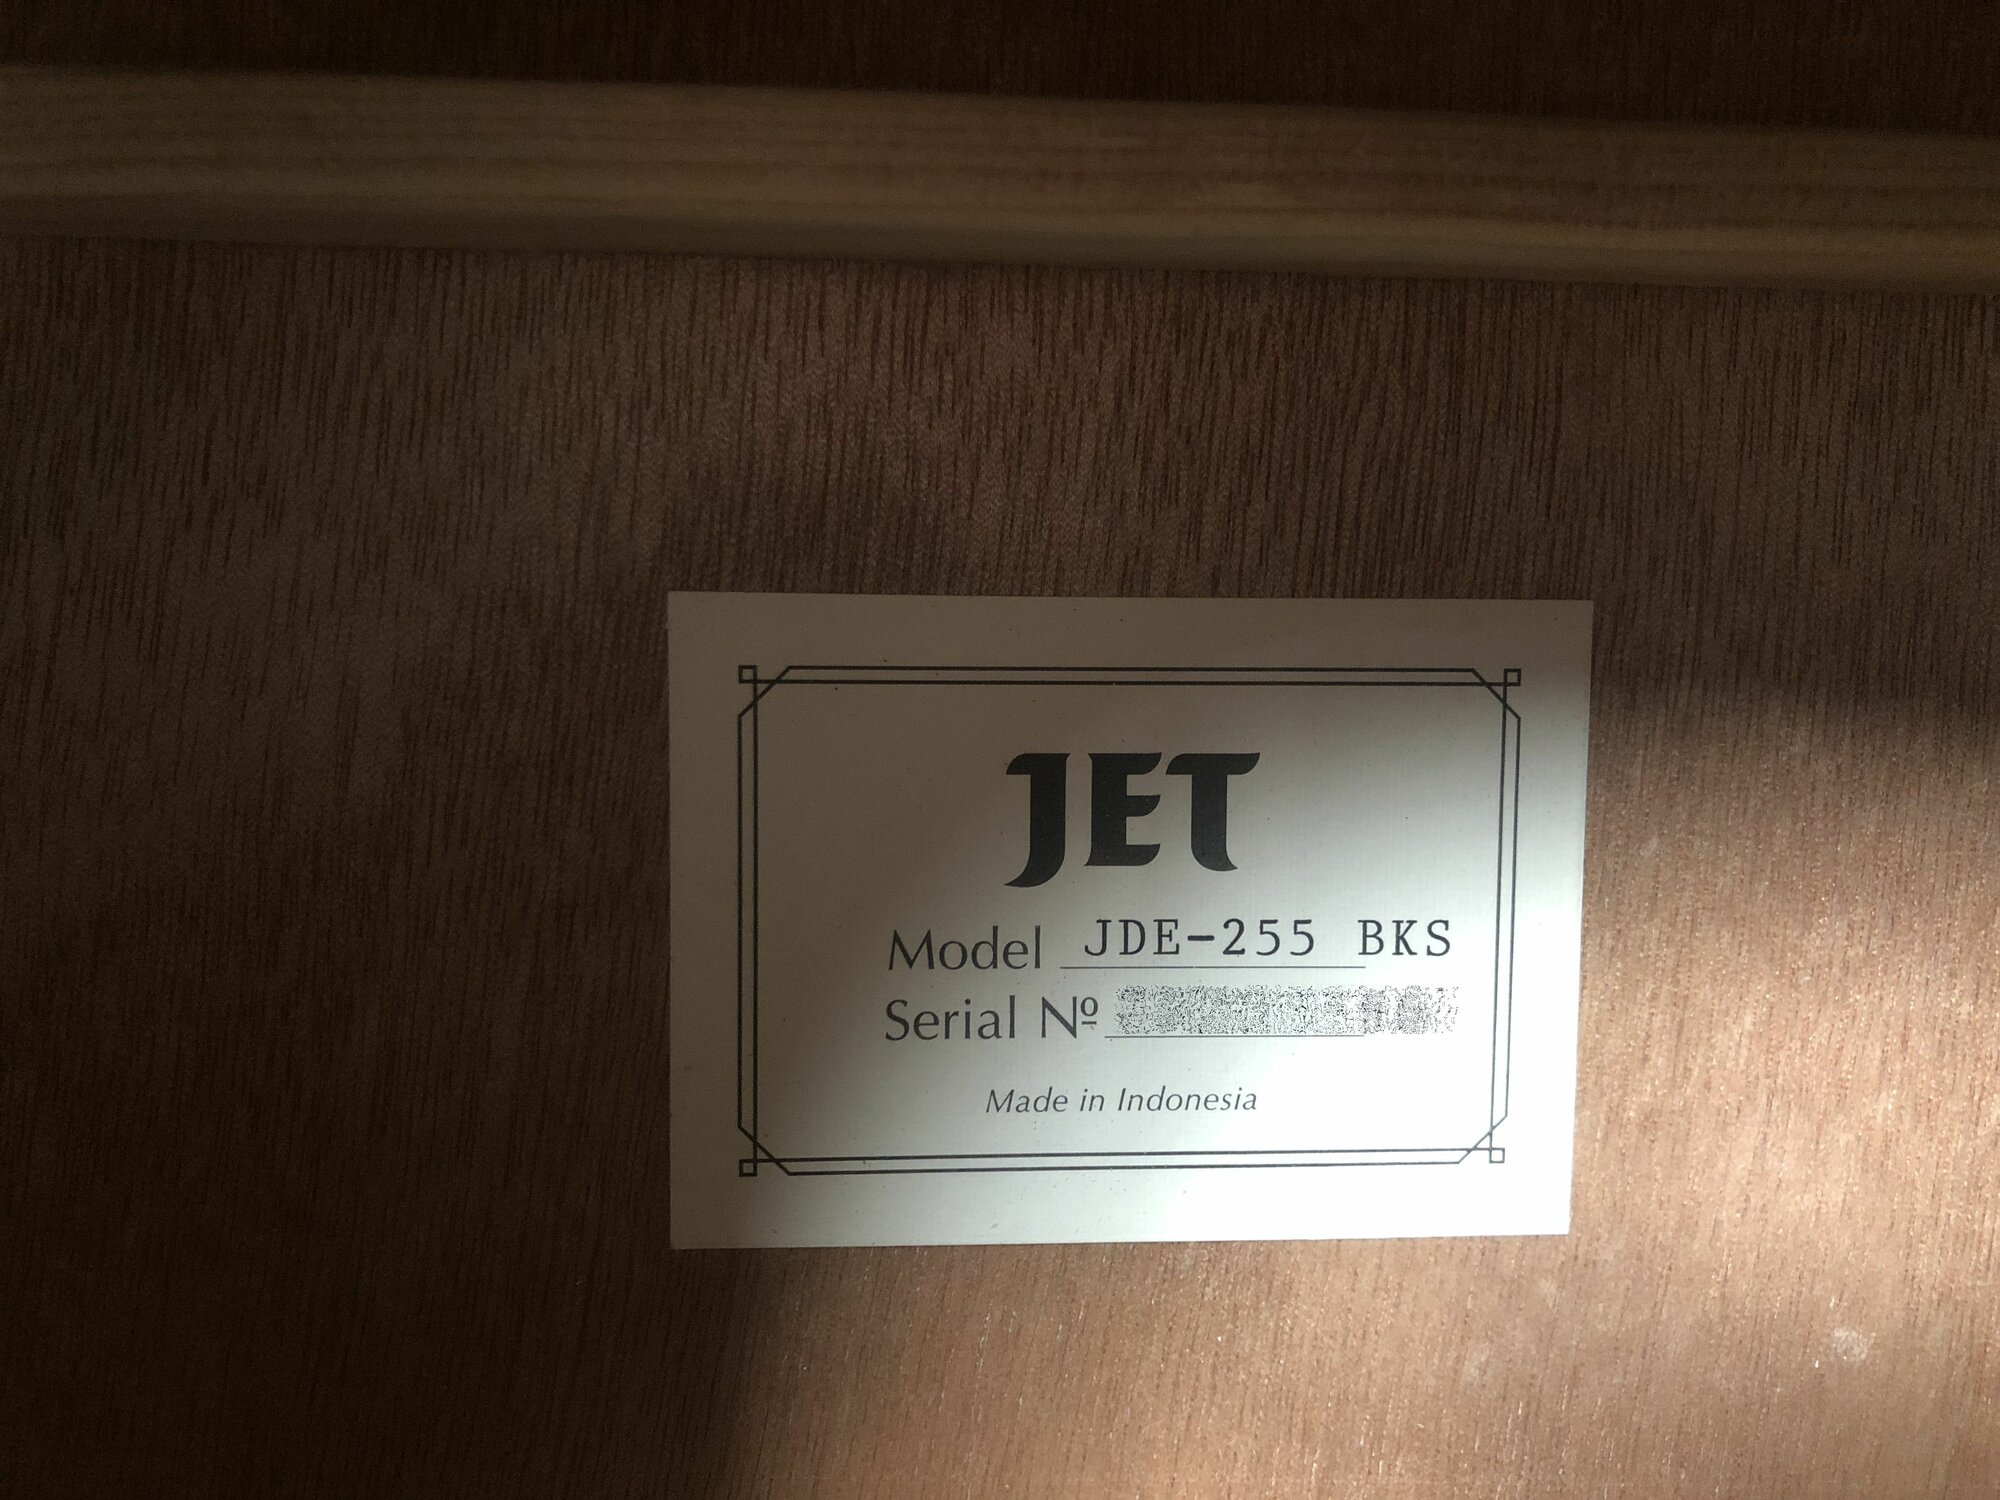 JET
Model JDE-255 BKS
Serial Nº
Made in Indonesia